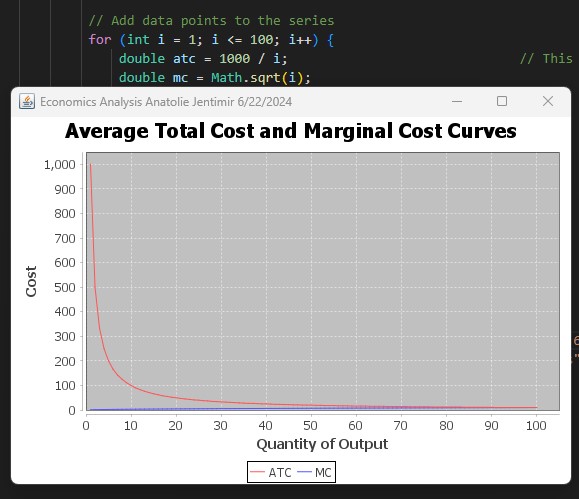 // Add data points to the series
for (int i = 1; i <= 100; i++) {
double atc = 1000 / i; // This
double mc = Math.sqrt(i);
Economics Analysis Anatolie Jentimir 6/22/2024
Average Total Cost and Marginal Cost Curves
1,000
900
800
700
600
500
400
300
200
100
0
Cost
0 10 20 30 40 50 60 70 80 90 100
Quantity of Output
ATC MC